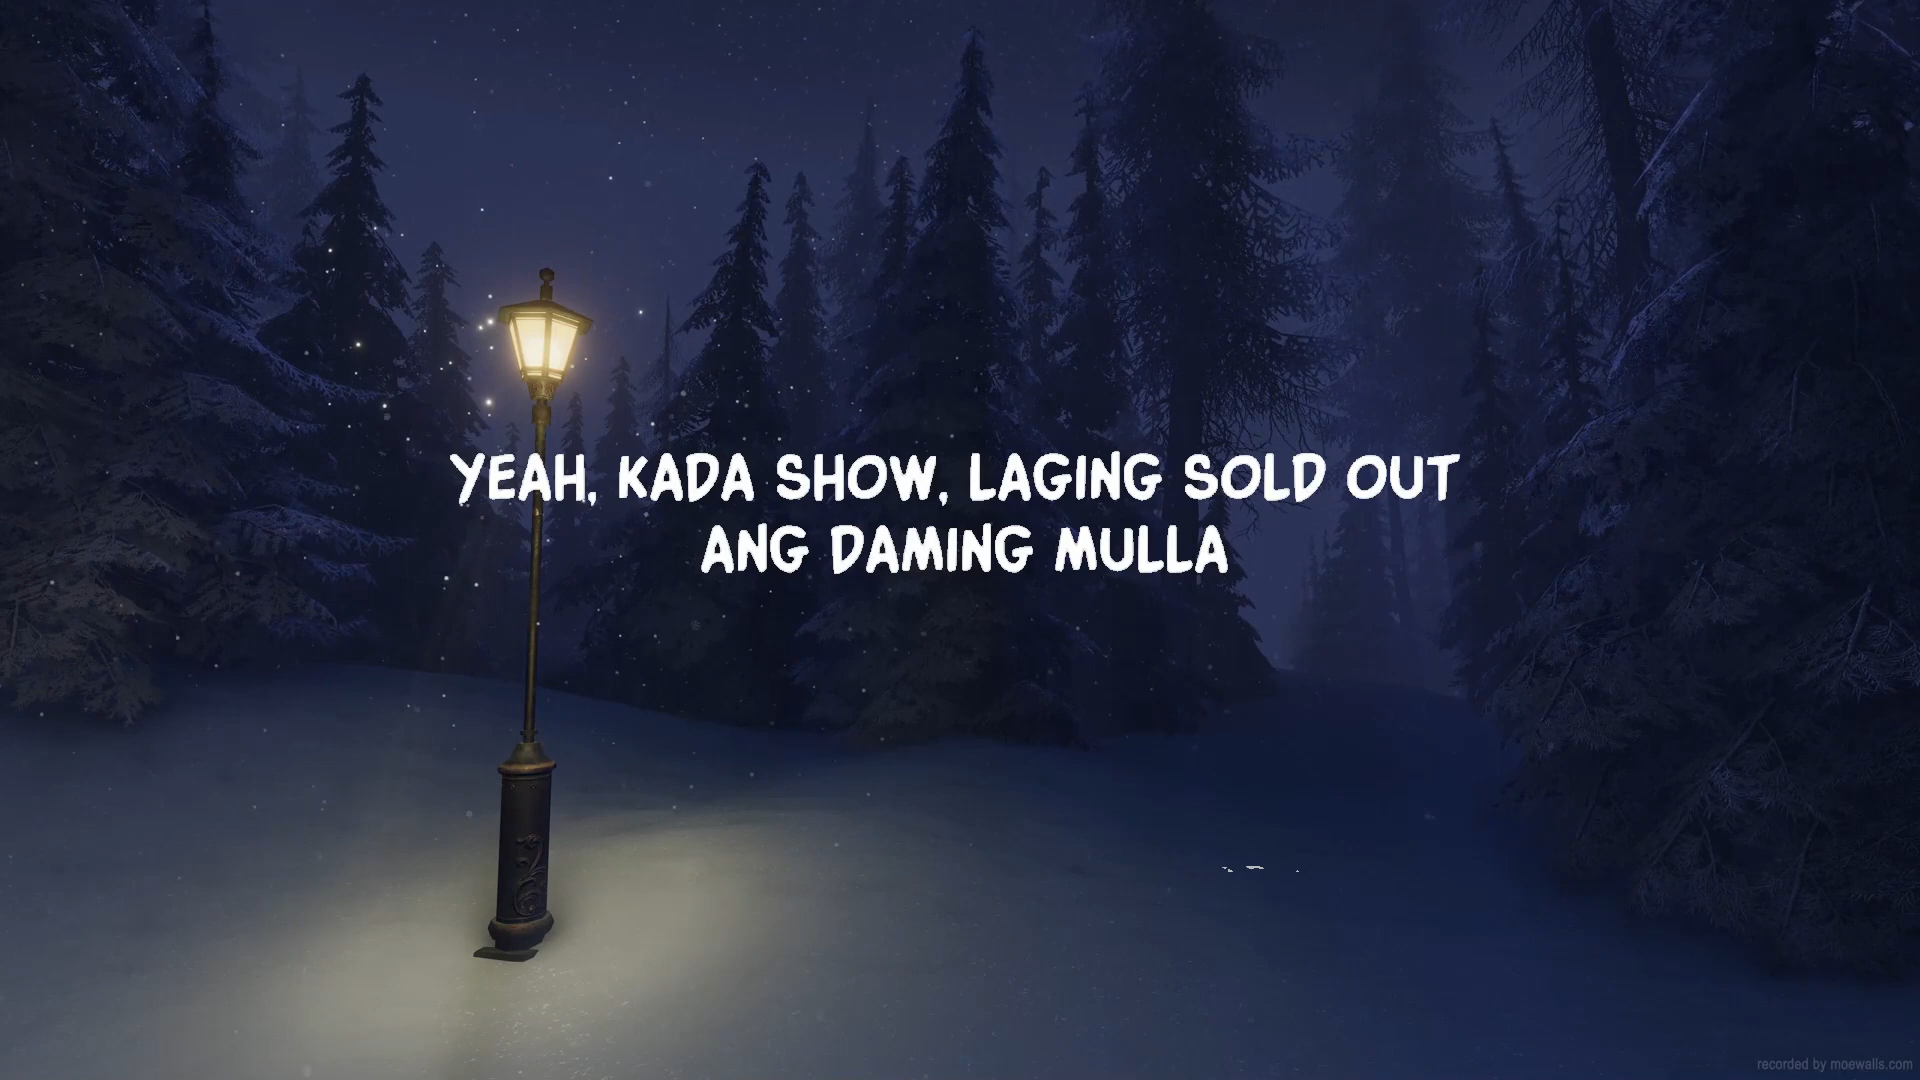 YEAH, KADA SHOW, LAGING SOLD OUT
ANG DAMING MULLA
recorded by moewalls.com